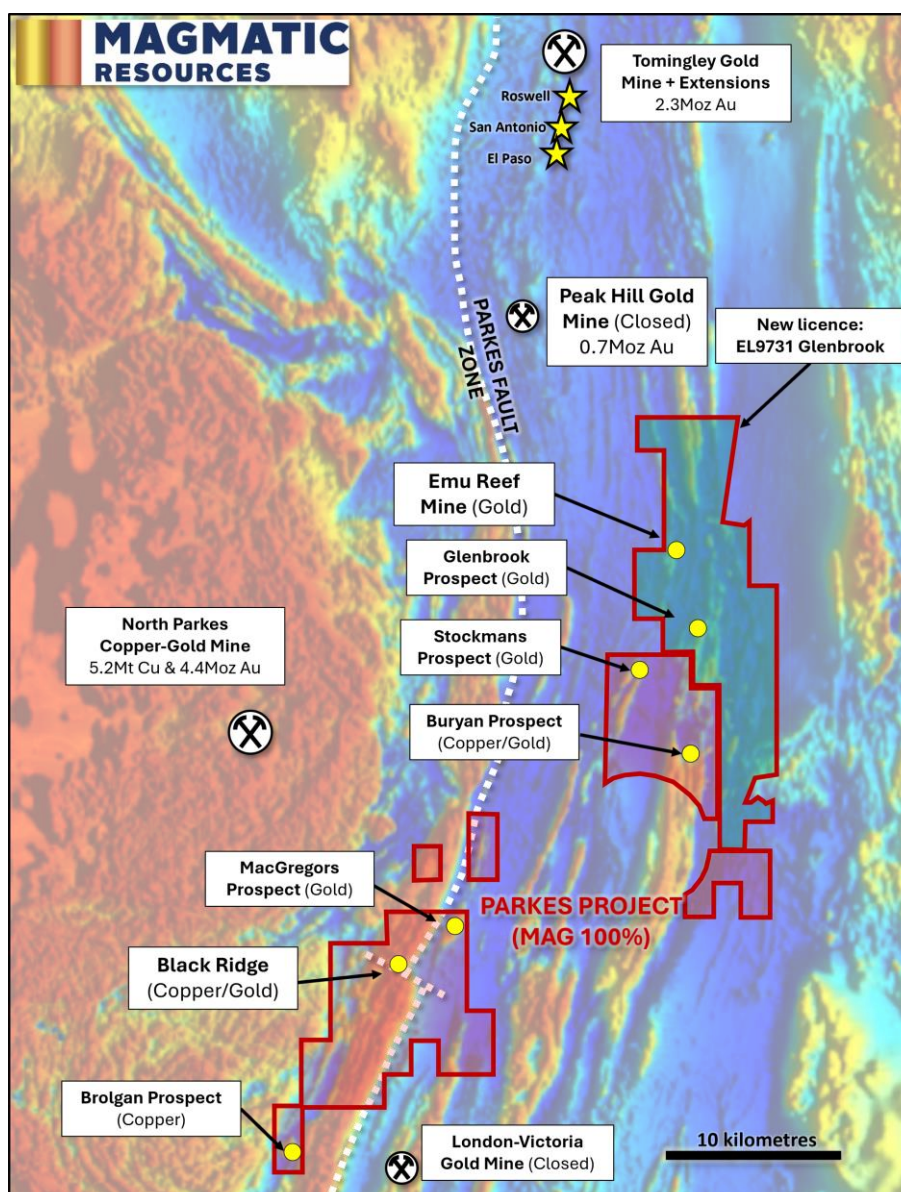 MAGMATIC
RESOURCES
Tomingley Gold
Mine + Extensions
2.3Moz Au
Roswell
San Antonio
El Paso
PARKES FAULT
ZONE
Peak Hill Gold
Mine (Closed)
0.7Moz Au
New licence:
EL9731 Glenbrook
Emu Reef
Mine (Gold)
Glenbrook
Prospect (Gold)
Stockmans
Prospect (Gold)
North Parkes
Copper-Gold Mine
5.2Mt Cu & 4.4Moz Au
Buryan Prospect
(Copper/Gold)
MacGregors
Prospect (Gold)
PARKES PROJECT
(MAG 100%)
Black Ridge
(Copper/Gold)
Brolgan Prospect
(Copper)
London-Victoria
Gold Mine (Closed)
10 kilometres